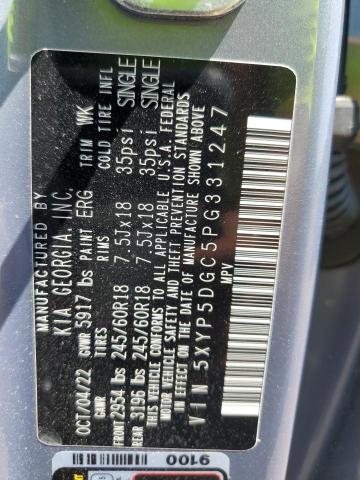 MANUFACTURED BY
KIA GEORGIA, INC.
OCT/04/22 PAINT ERG TRIM WK
GVWR 5917 lbs
GAWR TIRES RIMS COLD TIRE INFL
FRONT 2954 lbs 245/60R18 7.5Jx18 35psi SINGLE
REAR 3196 lbs 245/60R18 7.5Jx18 35psi SINGLE
THIS VEHICLE CONFORMS TO ALL APPLICABLE U.S.A. FEDERAL
MOTOR VEHICLE SAFETY AND THEFT PREVENTION STANDARDS
IN EFFECT ON THE DATE OF MANUFACTURE SHOWN ABOVE
VIN 5XYP5DGC5PG331247
MPV
9100